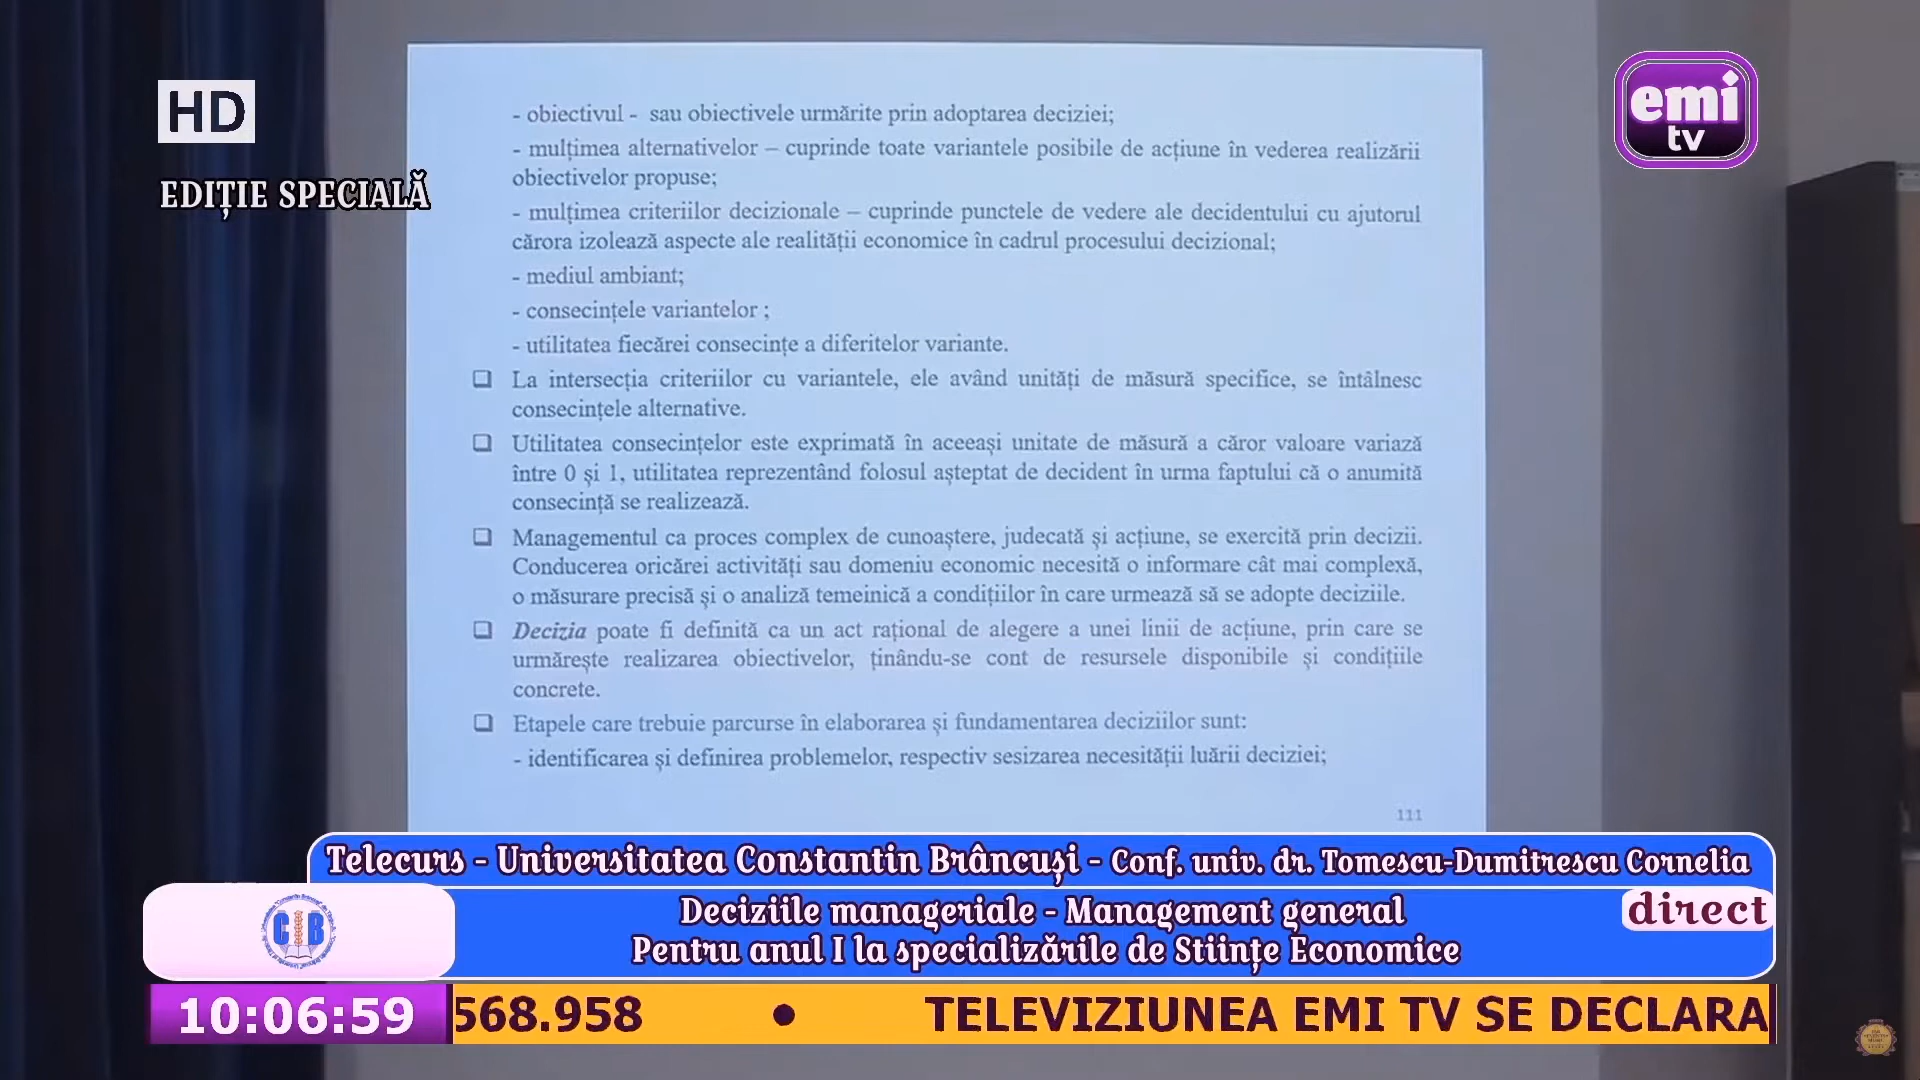 HD
EDIȚIE SPECIALĂ
emi
tv
- obiectivul - sau obiectivele urmărite prin adoptarea deciziei;
- mulțimea alternativelor – cuprinde toate variantele posibile de acțiune în vederea realizării
obiectivelor propuse;
- mulțimea criteriilor decizionale – cuprinde punctele de vedere ale decidentului cu ajutorul
cărora izolează aspecte ale realității economice în cadrul procesului decizional;
- mediul ambiant;
- consecințele variantelor ;
- utilitatea fiecărei consecințe a diferitelor variante.
❑ La intersecția criteriilor cu variantele, ele având unități de măsură specifice, se întâlnesc
consecințele alternative.
❑ Utilitatea consecințelor este exprimată în aceeași unitate de măsură a căror valoare variază
între 0 și 1, utilitatea reprezentând folosul așteptat de decident în urma faptului că o anumită
consecință se realizează.
❑ Managementul ca proces complex de cunoaștere, judecată și acțiune, se exercită prin decizii.
Conducerea oricărei activități sau domeniu economic necesită o informare cât mai complexă,
o măsurare precisă și o analiză temeinică a condițiilor în care urmează să se adopte deciziile.
❑ Decizia poate fi definită ca un act rațional de alegere a unei linii de acțiune, prin care se
urmărește realizarea obiectivelor, ținându-se cont de resursele disponibile și condițiile
concrete.
❑ Etapele care trebuie parcurse în elaborarea și fundamentarea deciziilor sunt:
- identificarea și definirea problemelor, respectiv sesizarea necesității luării deciziei;
111
Telecurs - Universitatea Constantin Brâncuși - Conf. univ. dr. Tomescu-Dumitrescu Cornelia
Deciziile manageriale - Management general
direct
Pentru anul I la specializările de Stiințe Economice
CB
10:06:59
568.958 • TELEVIZIUNEA EMI TV SE DECLARA